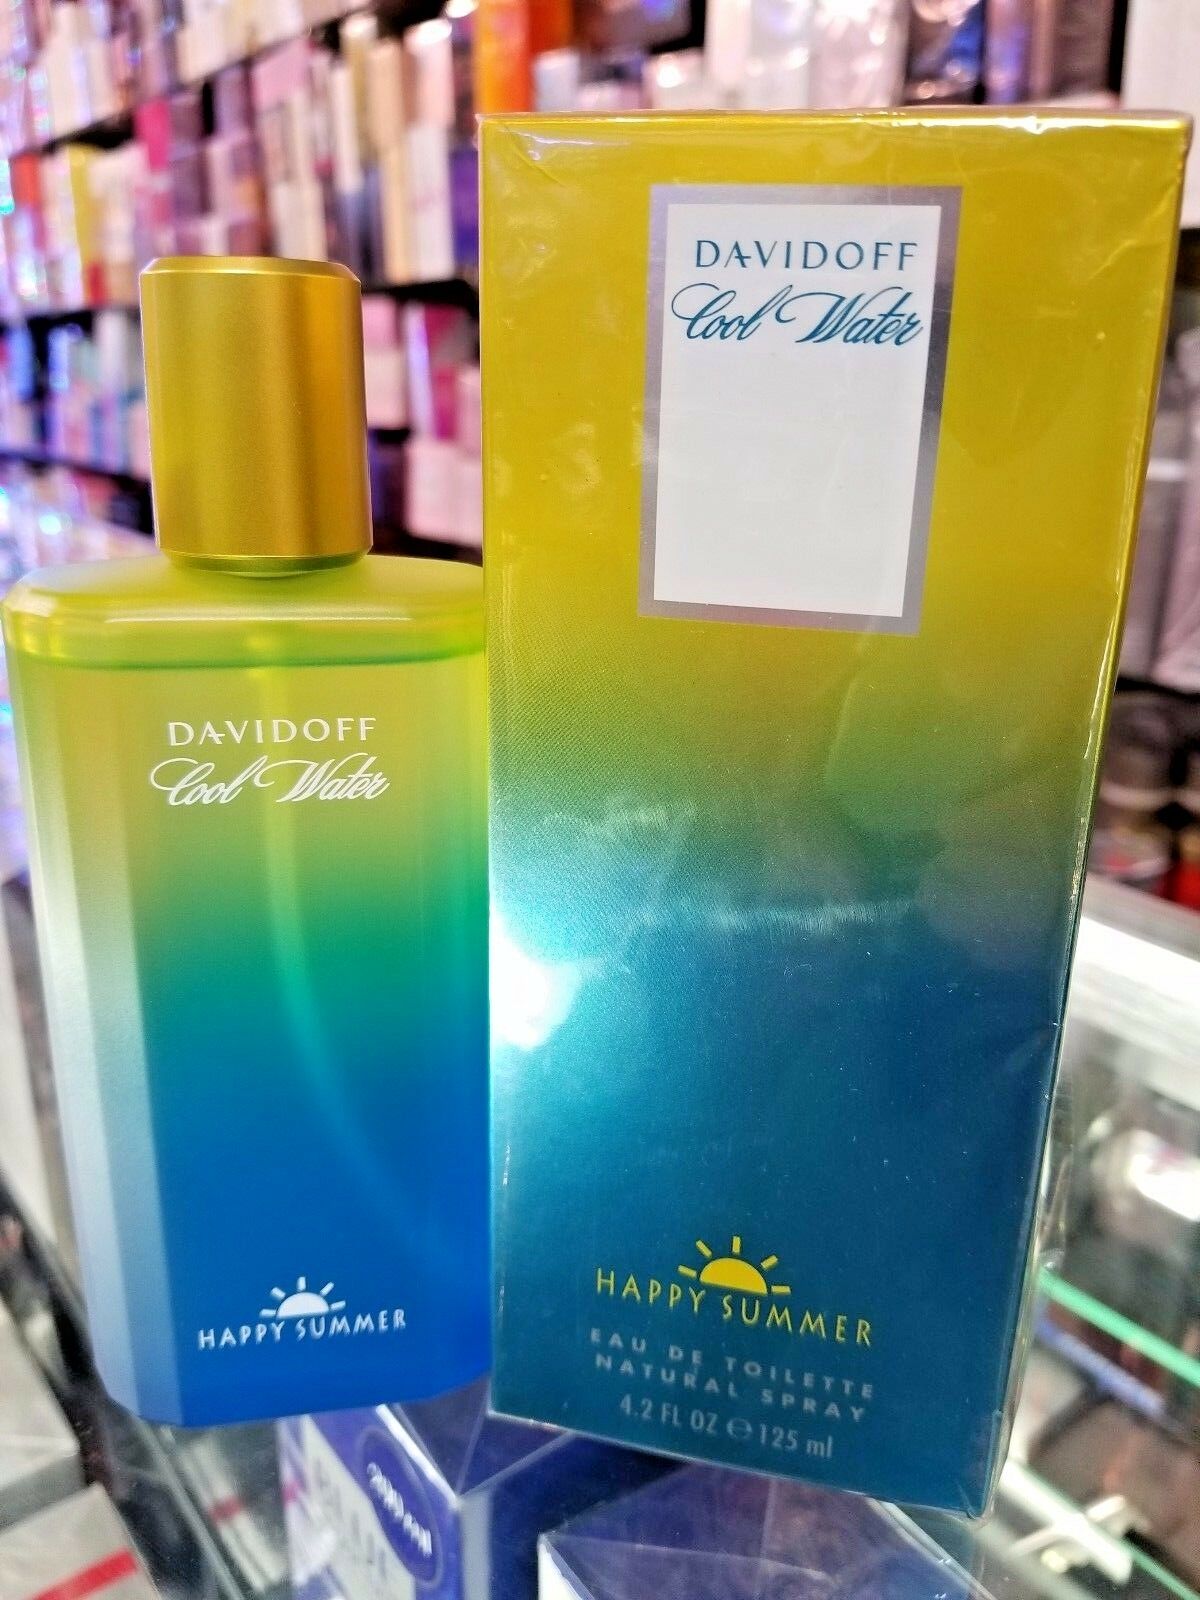 DAVIDOFF
Cool Water
HAPPY SUMMER
DAVIDOFF
Cool Water
HAPPY SUMMER
EAU DE TOILETTE
NATURAL SPRAY
4.2 FL OZ ℮ 125 ml